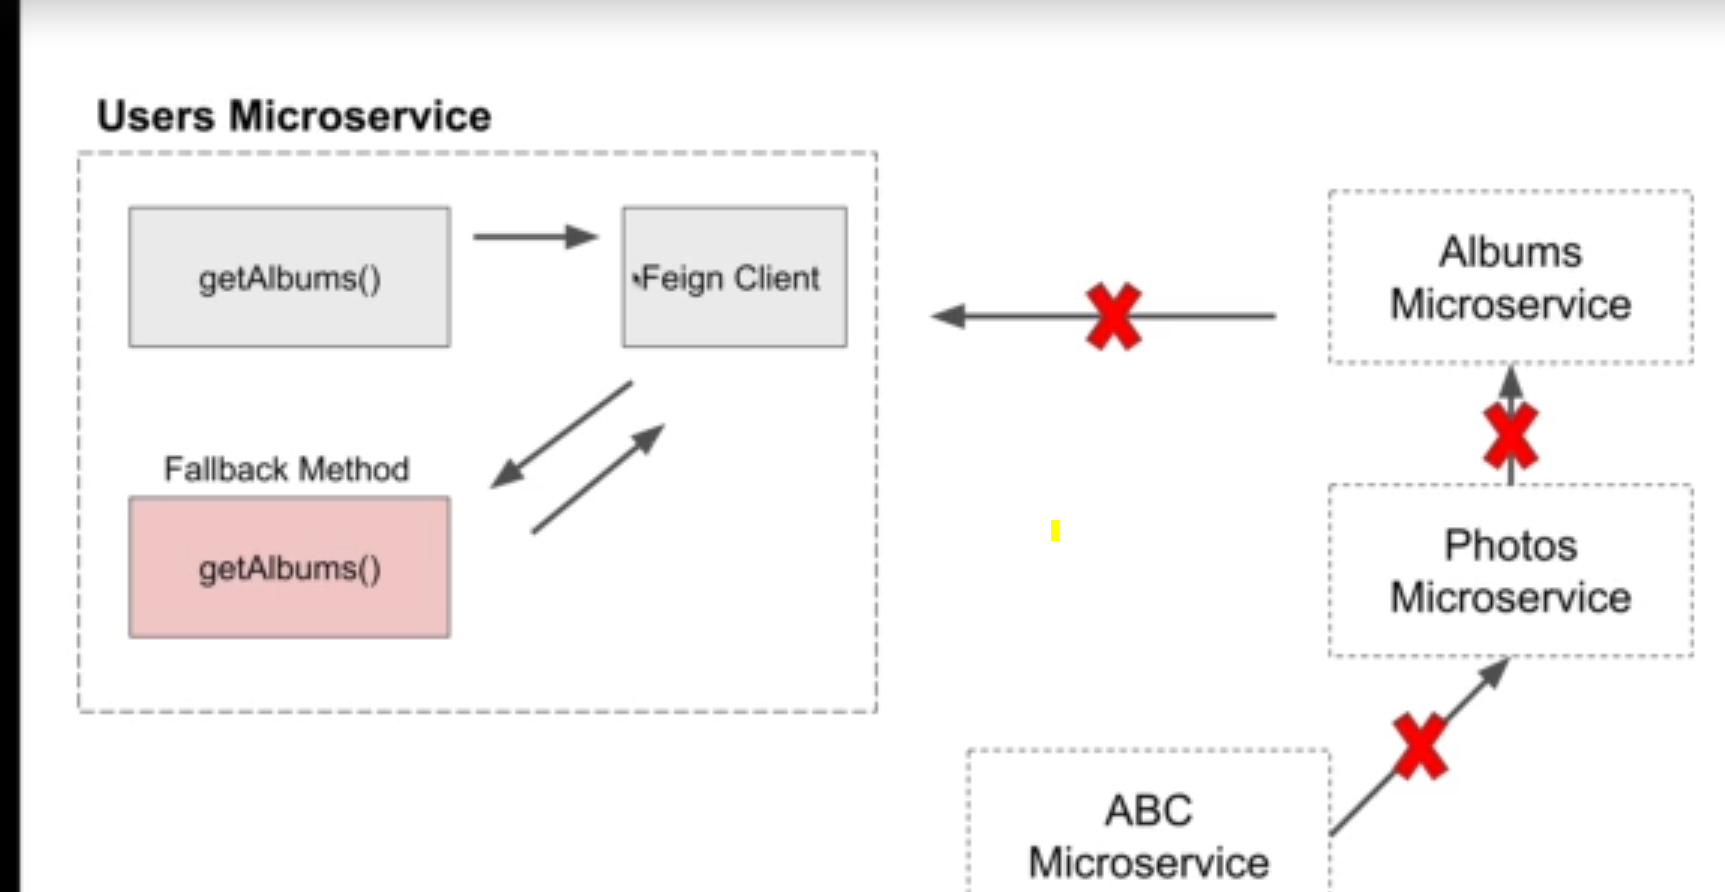 Users Microservice
getAlbums()
Feign Client
Albums
Microservice
Fallback Method
getAlbums()
Photos
Microservice
ABC
Microservice